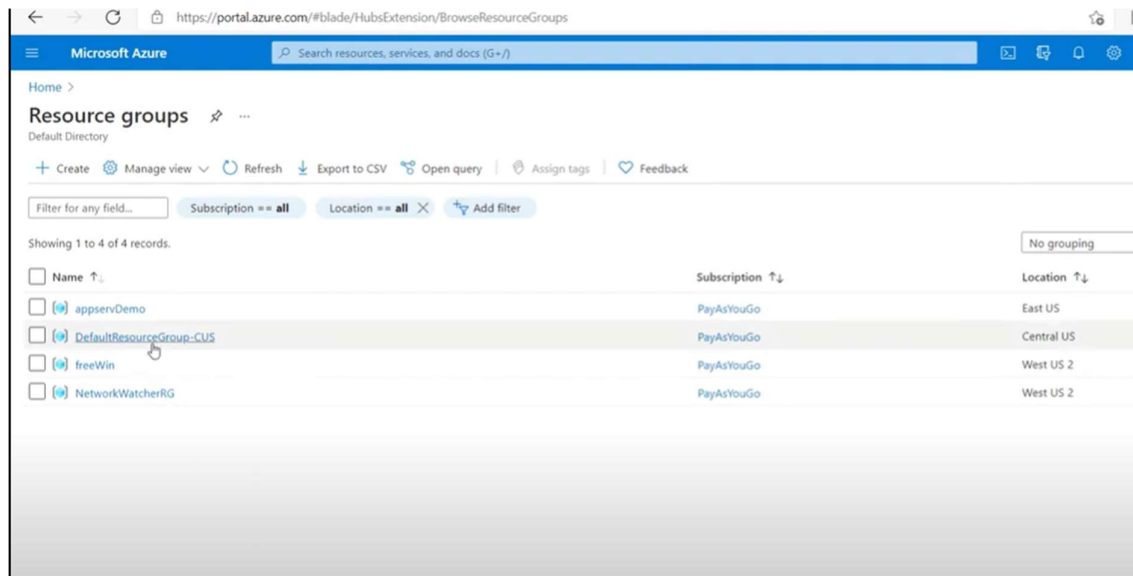 https://portal.azure.com/#blade/HubsExtension/BrowseResourceGroups
Microsoft Azure
Search resources, services, and docs (G+/)
Home >
Resource groups ...
Default Directory
+ Create Manage view Refresh Export to CSV Open query Assign tags Feedback
Filter for any field... Subscription == all Location == all Add filter
Showing 1 to 4 of 4 records. No grouping
Name ↑↓ Subscription ↑↓ Location ↑↓
appservDemo PayAsYouGo East US
DefaultResourceGroup-CUS PayAsYouGo Central US
freeWin PayAsYouGo West US 2
NetworkWatcherRG PayAsYouGo West US 2